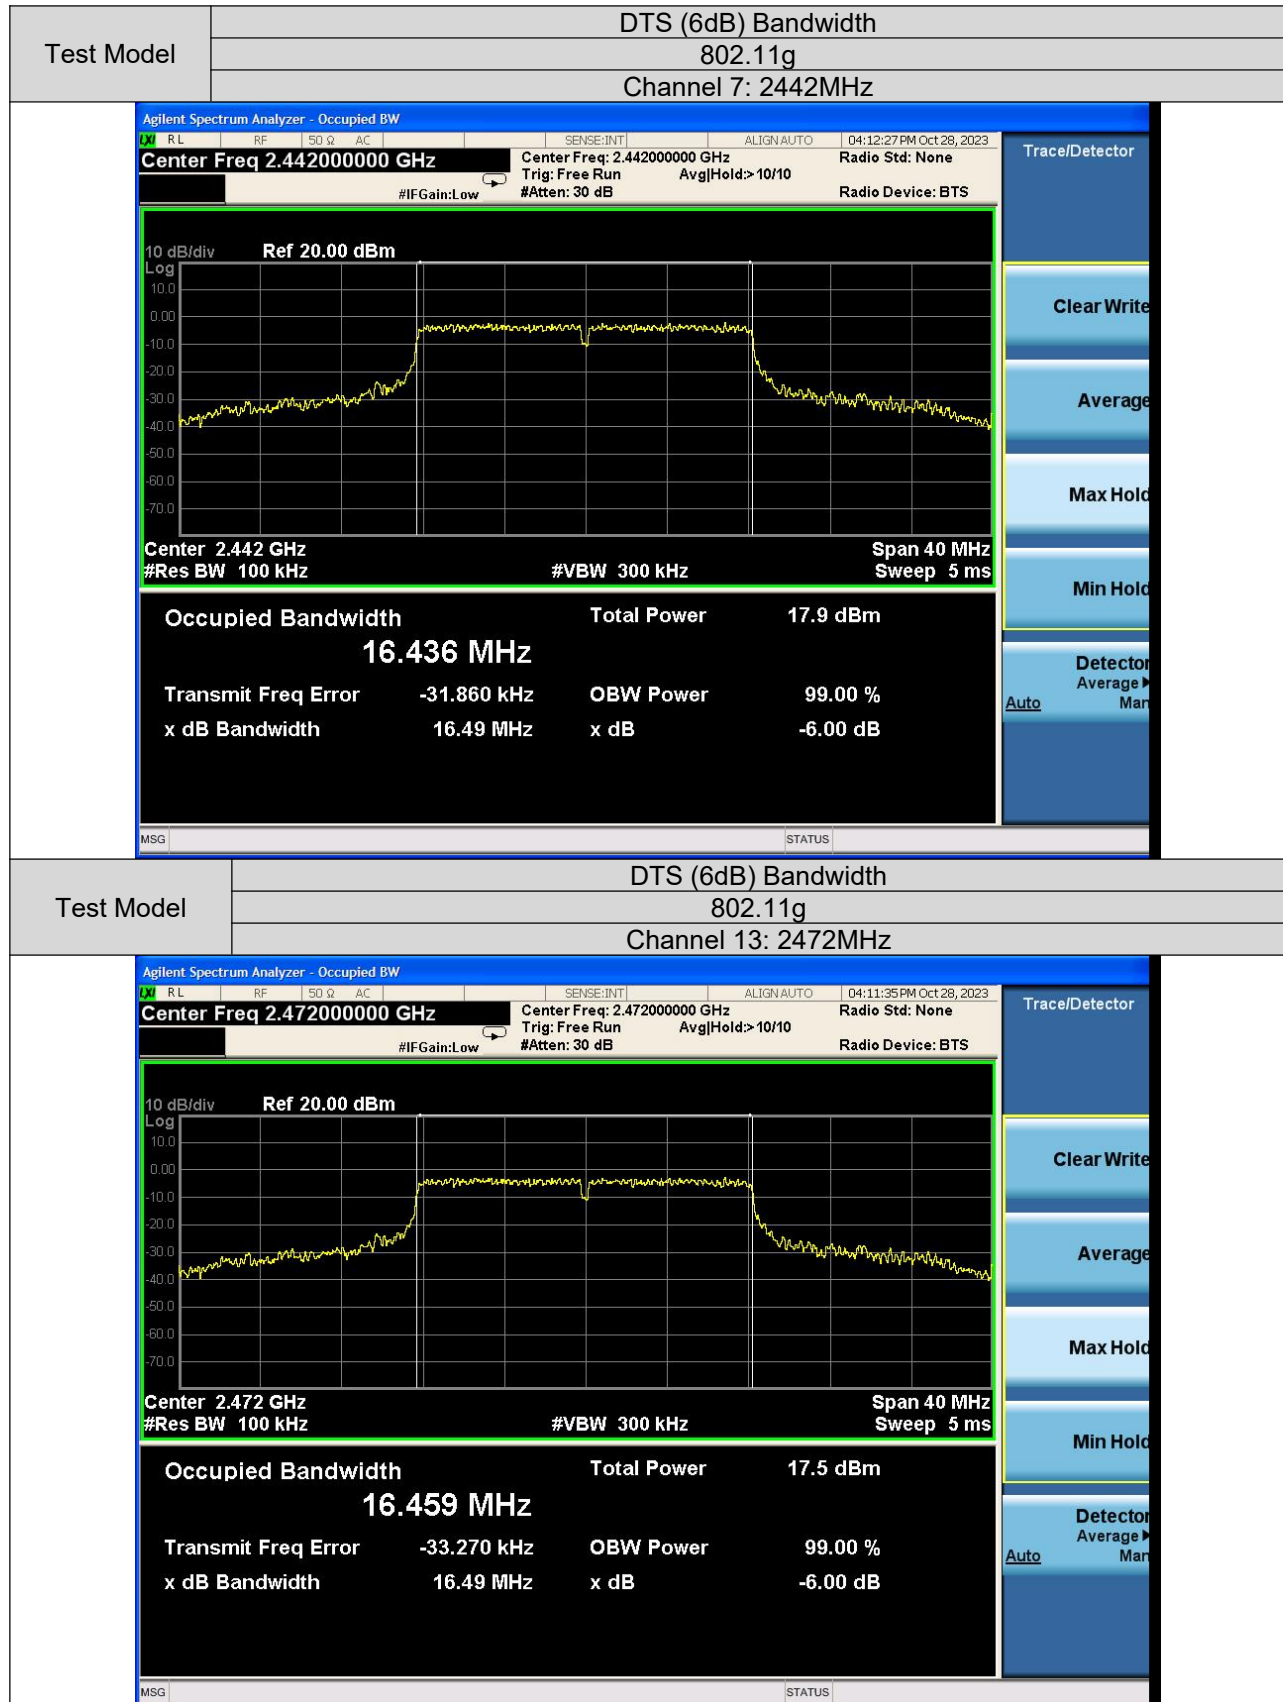 Test Model
DTS (6dB) Bandwidth
802.11g
Channel 7: 2442MHz
Agilent Spectrum Analyzer - Occupied BW
LXI RL RF 50 Ω AC SENSE:INT ALIGN AUTO 04:12:27 PM Oct 28, 2023
Center Freq 2.442000000 GHz Center Freq: 2.442000000 GHz Radio Std: None Trace/Detector
Trig: Free Run Avg|Hold:> 10/10
#IFGain:Low #Atten: 30 dB Radio Device: BTS
10 dB/div Ref 20.00 dBm
Log
10.0
0.00
-10.0
-20.0
-30.0
-40.0
-50.0
-60.0
-70.0
Clear Write
Average
Max Hold
Min Hold
Detector
Average
Auto Man
Center 2.442 GHz Span 40 MHz
#Res BW 100 kHz #VBW 300 kHz Sweep 5 ms
Occupied Bandwidth Total Power 17.9 dBm
16.436 MHz
Transmit Freq Error -31.860 kHz OBW Power 99.00 %
x dB Bandwidth 16.49 MHz x dB -6.00 dB
MSG STATUS
Test Model
DTS (6dB) Bandwidth
802.11g
Channel 13: 2472MHz
Agilent Spectrum Analyzer - Occupied BW
LXI RL RF 50 Ω AC SENSE:INT ALIGN AUTO 04:11:35 PM Oct 28, 2023
Center Freq 2.472000000 GHz Center Freq: 2.472000000 GHz Radio Std: None Trace/Detector
Trig: Free Run Avg|Hold:> 10/10
#IFGain:Low #Atten: 30 dB Radio Device: BTS
10 dB/div Ref 20.00 dBm
Log
10.0
0.00
-10.0
-20.0
-30.0
-40.0
-50.0
-60.0
-70.0
Clear Write
Average
Max Hold
Min Hold
Detector
Average
Auto Man
Center 2.472 GHz Span 40 MHz
#Res BW 100 kHz #VBW 300 kHz Sweep 5 ms
Occupied Bandwidth Total Power 17.5 dBm
16.459 MHz
Transmit Freq Error -33.270 kHz OBW Power 99.00 %
x dB Bandwidth 16.49 MHz x dB -6.00 dB
MSG STATUS